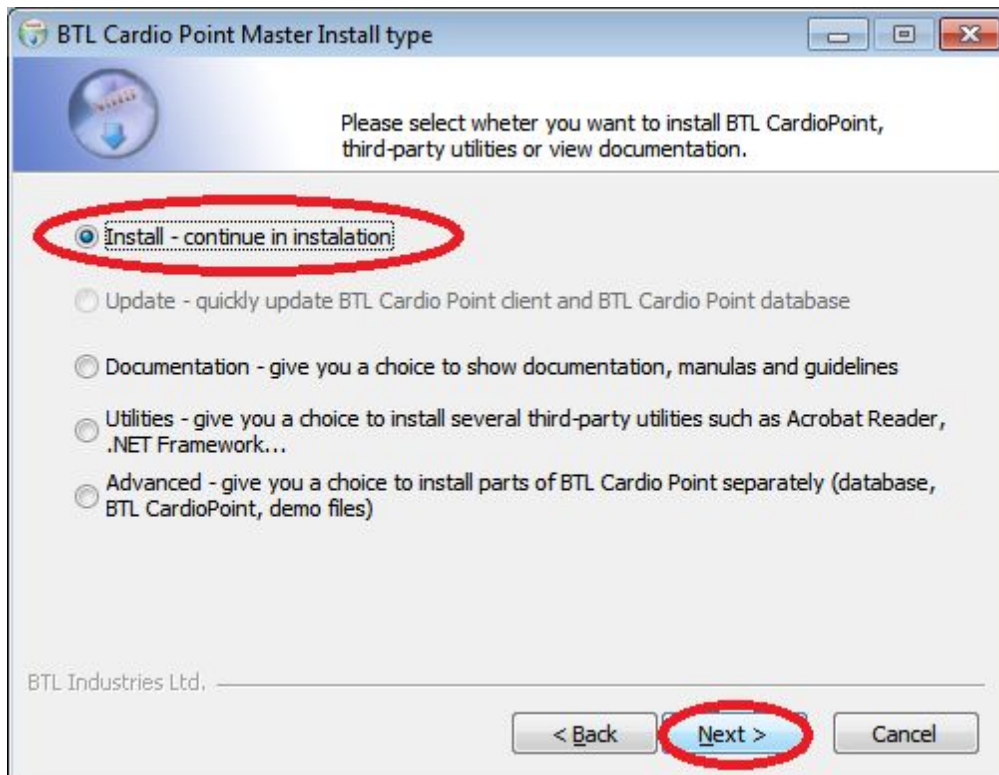 BTL Cardio Point Master Install type
Please select wheter you want to install BTL CardioPoint,
third-party utilities or view documentation.
Install - continue in instalation
Update - quickly update BTL Cardio Point client and BTL Cardio Point database
Documentation - give you a choice to show documentation, manulas and guidelines
Utilities - give you a choice to install several third-party utilities such as Acrobat Reader,
.NET Framework...
Advanced - give you a choice to install parts of BTL Cardio Point separately (database,
BTL CardioPoint, demo files)
BTL Industries Ltd.
< Back Next > Cancel